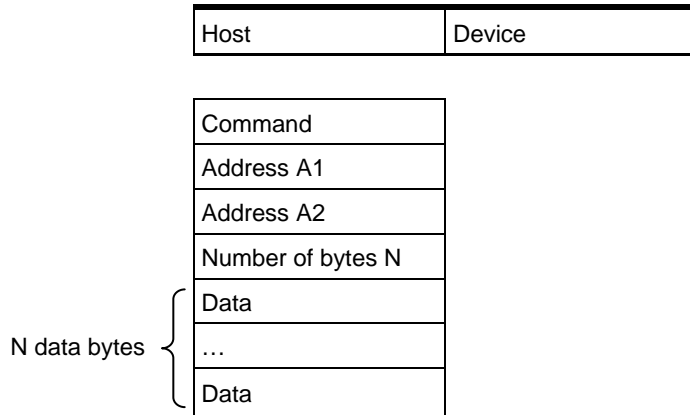 Host Device
Command
Address A1
Address A2
Number of bytes N
Data
N data bytes …
Data